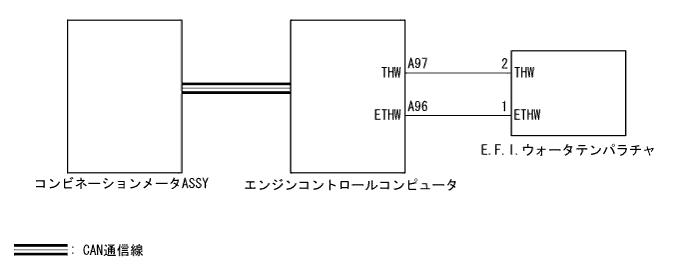 THW A97 2 THW
ETHW A96 1 ETHW
E.F.I.ウォータテンパラチャ
コンビネーションメータASSY エンジンコントロールコンピュータ
: CAN通信線